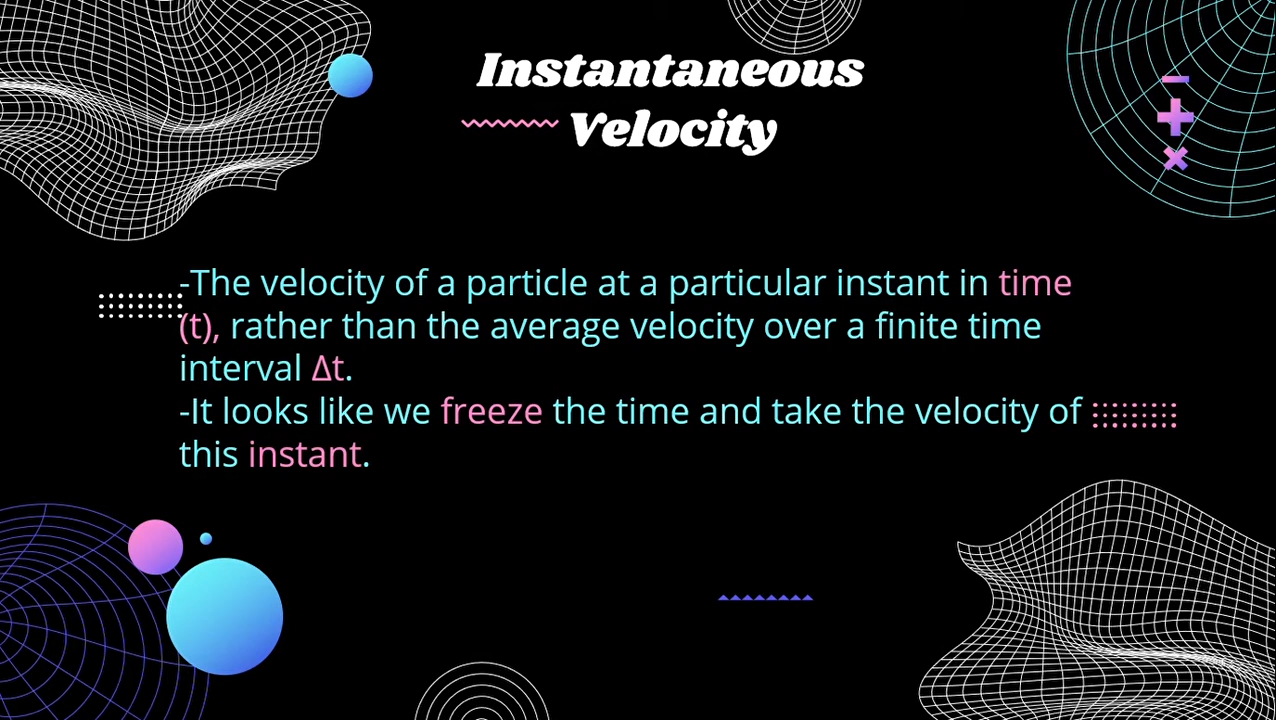 Instantaneous
Velocity
-The velocity of a particle at a particular instant in time
(t), rather than the average velocity over a finite time
interval Δt.
-It looks like we freeze the time and take the velocity of
this instant.